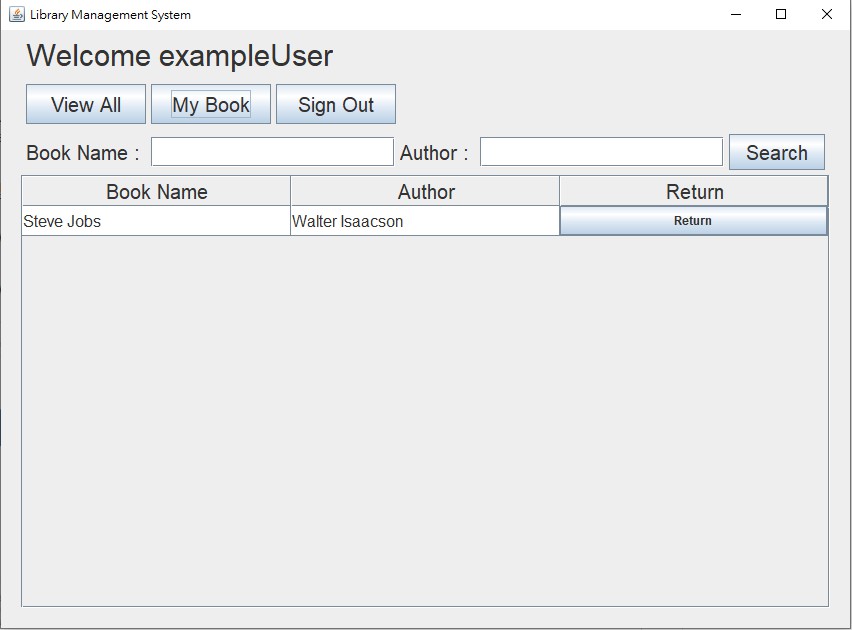 Library Management System
Welcome exampleUser
View All My Book Sign Out
Book Name : Author : Search
Book Name Author Return
Steve Jobs Walter Isaacson Return